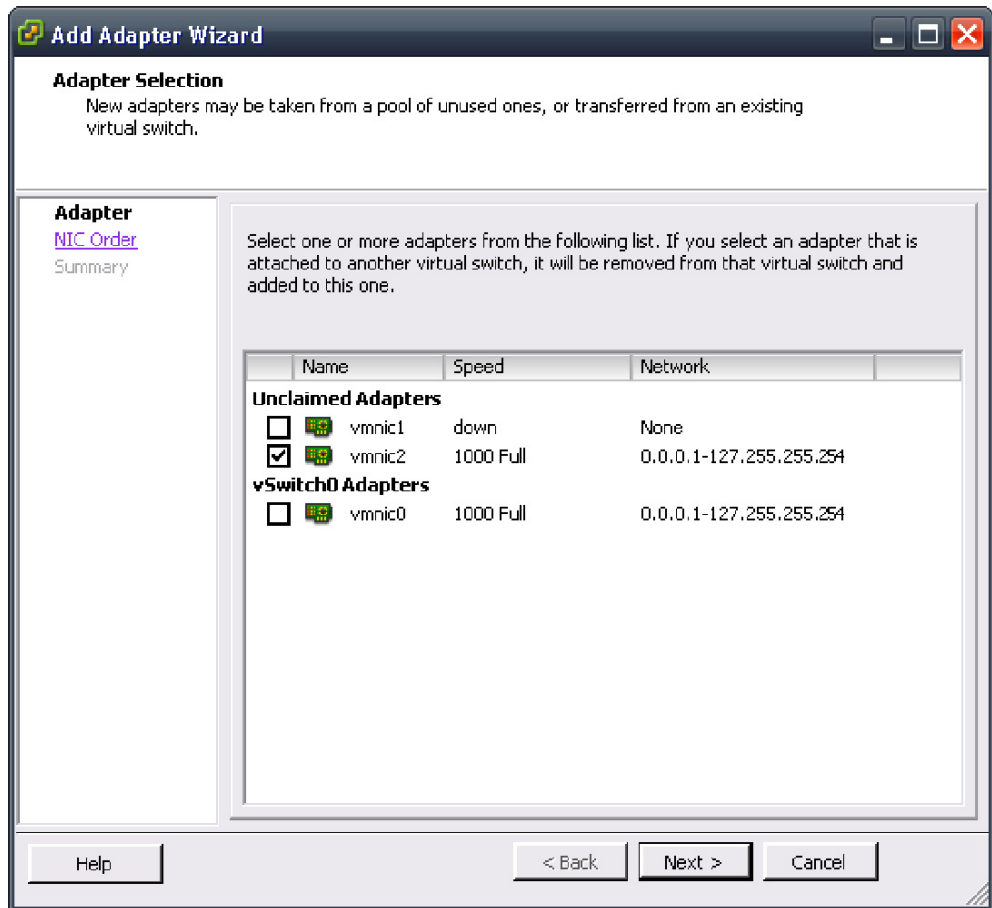 Add Adapter Wizard
Adapter Selection
New adapters may be taken from a pool of unused ones, or transferred from an existing
virtual switch.
Adapter
NIC Order
Summary
Select one or more adapters from the following list. If you select an adapter that is
attached to another virtual switch, it will be removed from that virtual switch and
added to this one.
Name Speed Network
Unclaimed Adapters
vmnic1 down None
vmnic2 1000 Full 0.0.0.1-127.255.255.254
vSwitch0 Adapters
vmnic0 1000 Full 0.0.0.1-127.255.255.254
Help < Back Next > Cancel